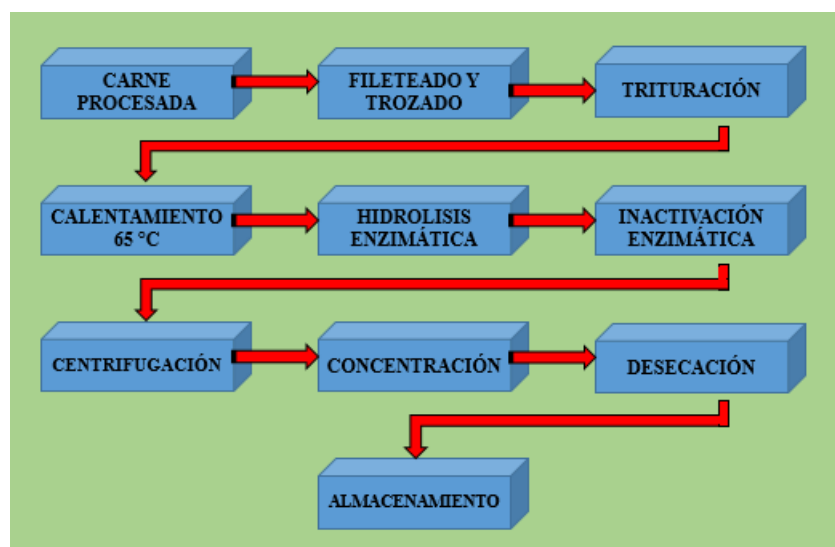 CARNE
PROCESADA
FILETEADO Y
TROZADO
TRITURACIÓN
CALENTAMIENTO
65 °C
HIDROLISIS
ENZIMÁTICA
INACTIVACIÓN
ENZIMÁTICA
CENTRIFUGACIÓN
CONCENTRACIÓN
DESECACIÓN
ALMACENAMIENTO